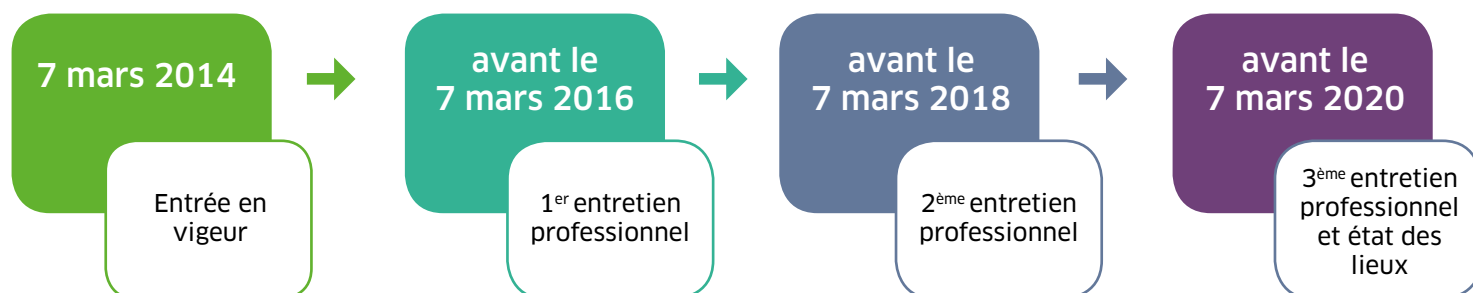 7 mars 2014
Entrée en
vigeur
avant le
7 mars 2016
1er entretien
professionnel
avant le
7 mars 2018
2ème entretien
professionnel
avant le
7 mars 2020
3ème entretien
professionnel
et état des
lieux